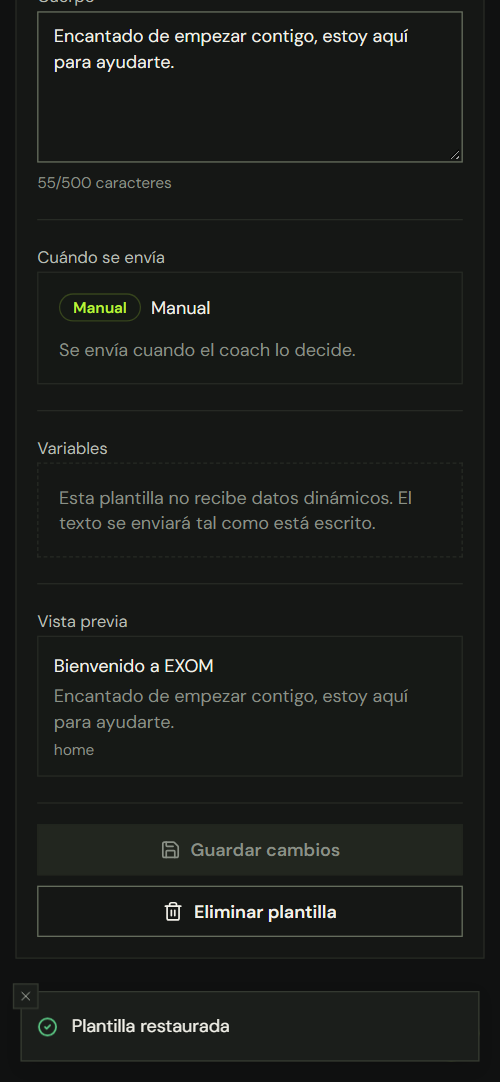 Cuerpo
Encantado de empezar contigo, estoy aquí
para ayudarte.
55/500 caracteres
Cuándo se envía
Manual Manual
Se envía cuando el coach lo decide.
Variables
Esta plantilla no recibe datos dinámicos. El
texto se enviará tal como está escrito.
Vista previa
Bienvenido a EXOM
Encantado de empezar contigo, estoy aquí
para ayudarte.
home
Guardar cambios
Eliminar plantilla
Plantilla restaurada